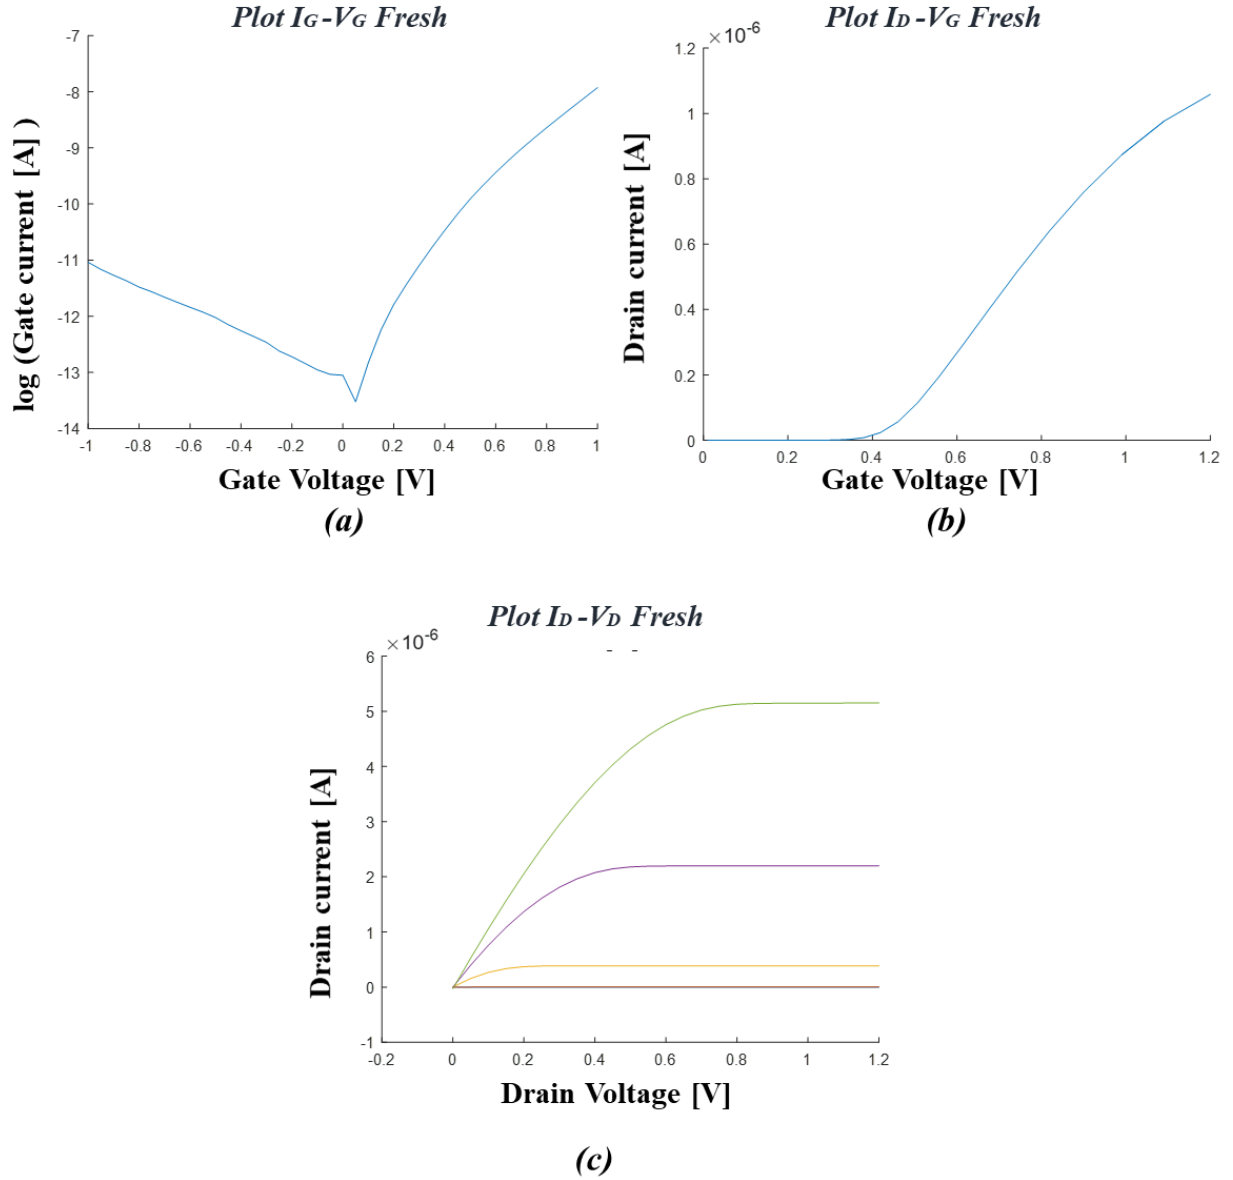 Plot IG-VG Fresh
-7
-8
-9
-10
-11
-12
-13
-14
-1 -0.8 -0.6 -0.4 -0.2 0 0.2 0.4 0.6 0.8 1
log (Gate current [A] )
Gate Voltage [V]
(a)
Plot ID-VG Fresh
×10-6
1.2
1
0.8
0.6
0.4
0.2
0
0 0.2 0.4 0.6 0.8 1 1.2
Drain current [A]
Gate Voltage [V]
(b)
Plot ID-VD Fresh
×10-6
6
5
4
3
2
1
0
-1
-0.2 0 0.2 0.4 0.6 0.8 1 1.2
Drain current [A]
Drain Voltage [V]
(c)